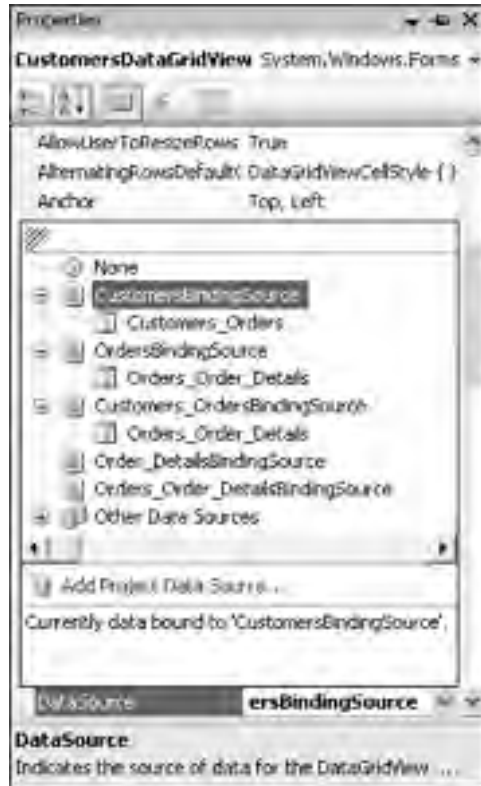 Properties
CustomersDataGridView System.Windows.Forms
AllowUserToResizeRows True
AlternatingRowsDefault( DataGridViewCellStyle { }
Anchor Top, Left
None
CustomersBindingSource
Customers_Orders
OrdersBindingSource
Orders_Order_Details
Customers_OrdersBindingSource
Orders_Order_Details
Order_DetailsBindingSource
Orders_Order_DetailsBindingSource
Other Data Sources
Add Project Data Source...
Currently data bound to 'CustomersBindingSource'.
DataSource ersBindingSource
DataSource
Indicates the source of data for the DataGridView ...